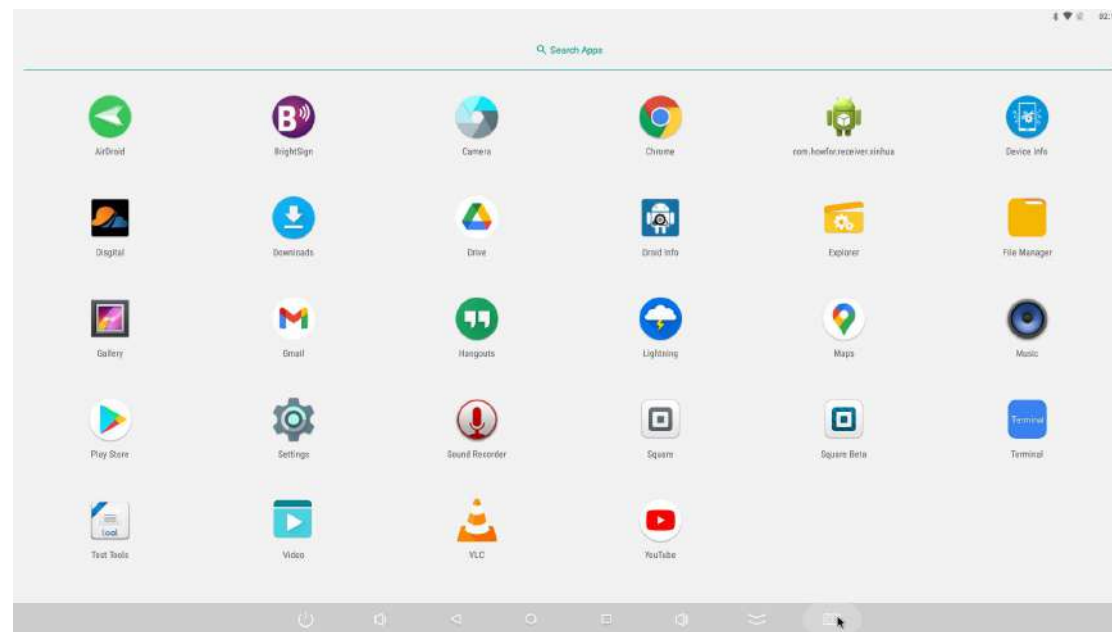 02:
Search Apps
AirDroid BrightSign Camera Chrome com.howfor.receiver.xinhua Device Info
Disgital Downloads Drive Droid Info Explorer File Manager
Gallery Gmail Hangouts Lightning Maps Music
Terminal
Play Store Settings Sound Recorder Square Square Beta Terminal
tool
Test Tools Video VLC YouTube